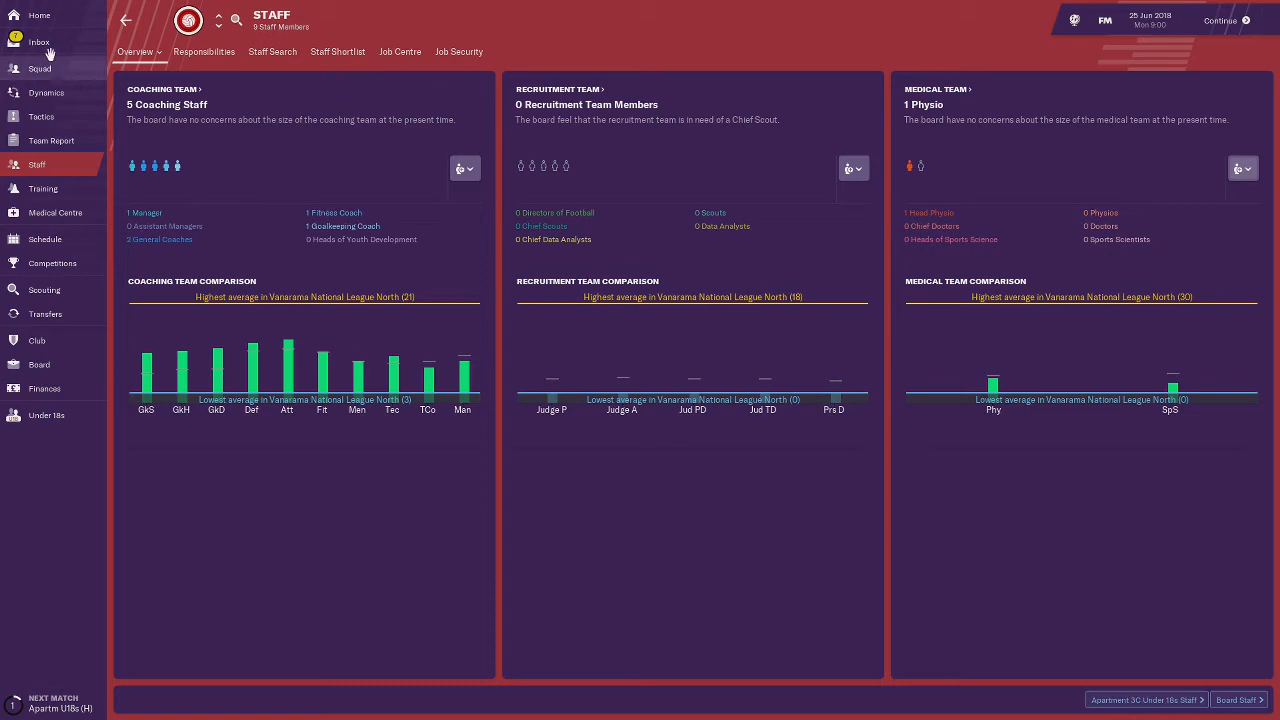 Home
7
Inbox
Squad
Dynamics
Tactics
Team Report
Staff
Training
Medical Centre
Schedule
Competitions
Scouting
Transfers
Club
Board
Finances
Under 18s
1
NEXT MATCH
Apartm U18s (H)
STAFF
9 Staff Members
FM
25 Jun 2018
Mon 9:00
Continue
Overview
Responsibilities
Staff Search
Staff Shortlist
Job Centre
Job Security
COACHING TEAM >
5 Coaching Staff
The board have no concerns about the size of the coaching team at the present time.
1 Manager
1 Fitness Coach
0 Assistant Managers
1 Goalkeeping Coach
2 General Coaches
0 Heads of Youth Development
COACHING TEAM COMPARISON
Highest average in Vanarama National League North (21)
Lowest average in Vanarama National League North (3)
GkS GkH GkD Def Att Fit Men Tec TCo Man
RECRUITMENT TEAM >
0 Recruitment Team Members
The board feel that the recruitment team is in need of a Chief Scout.
0 Directors of Football
0 Scouts
0 Chief Scouts
0 Data Analysts
0 Chief Data Analysts
RECRUITMENT TEAM COMPARISON
Highest average in Vanarama National League North (18)
Lowest average in Vanarama National League North (0)
Judge P Judge A Jud PD Jud TD Prs D
MEDICAL TEAM >
1 Physio
The board have no concerns about the size of the medical team at the present time.
1 Head Physio
0 Physios
0 Chief Doctors
0 Doctors
0 Heads of Sports Science
0 Sports Scientists
MEDICAL TEAM COMPARISON
Highest average in Vanarama National League North (30)
Lowest average in Vanarama National League North (0)
Phy SpS
Apartment 3C Under 18s Staff >
Board Staff >